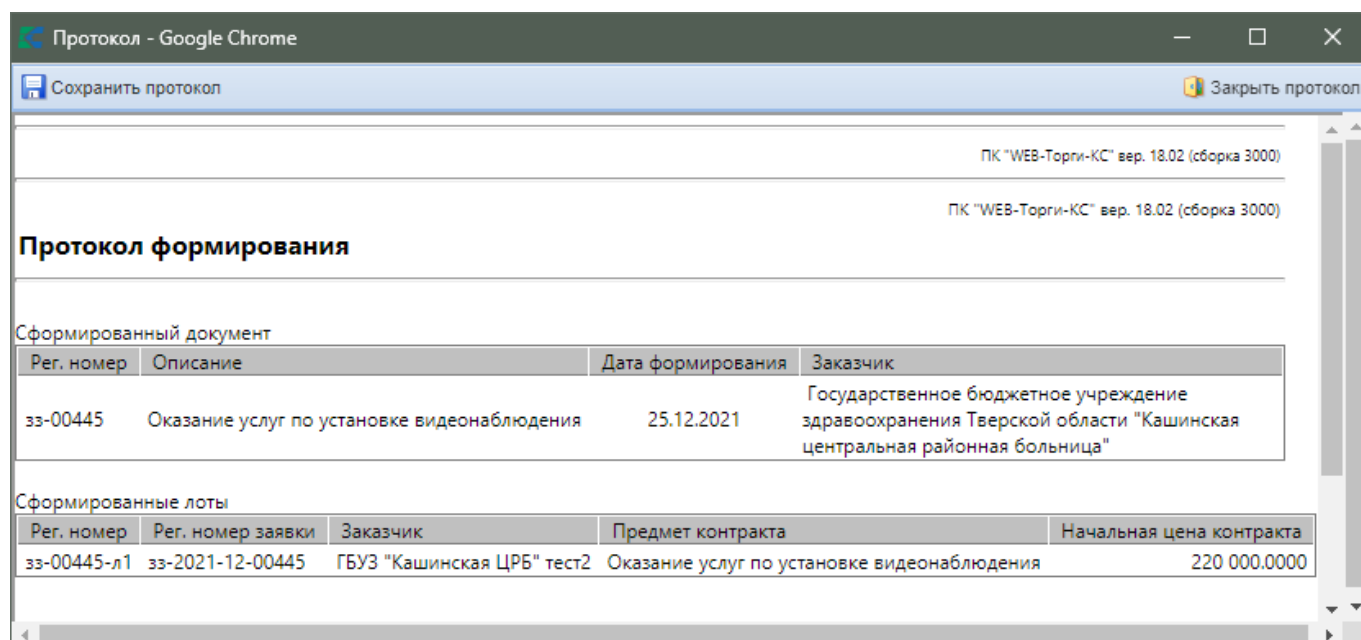 Протокол - Google Chrome
Сохранить протокол Закрыть протокол
ПК "WEB-Торги-КС" вер. 18.02 (сборка 3000)
ПК "WEB-Торги-КС" вер. 18.02 (сборка 3000)
Протокол формирования
Сформированный документ
Рег. номер Описание Дата формирования Заказчик
зз-00445 Оказание услуг по установке видеонаблюдения 25.12.2021 Государственное бюджетное учреждение
здравоохранения Тверской области "Кашинская
центральная районная больница"
Сформированные лоты
Рег. номер Рег. номер заявки Заказчик Предмет контракта Начальная цена контракта
зз-00445-л1 зз-2021-12-00445 ГБУЗ "Кашинская ЦРБ" тест2 Оказание услуг по установке видеонаблюдения 220 000.0000